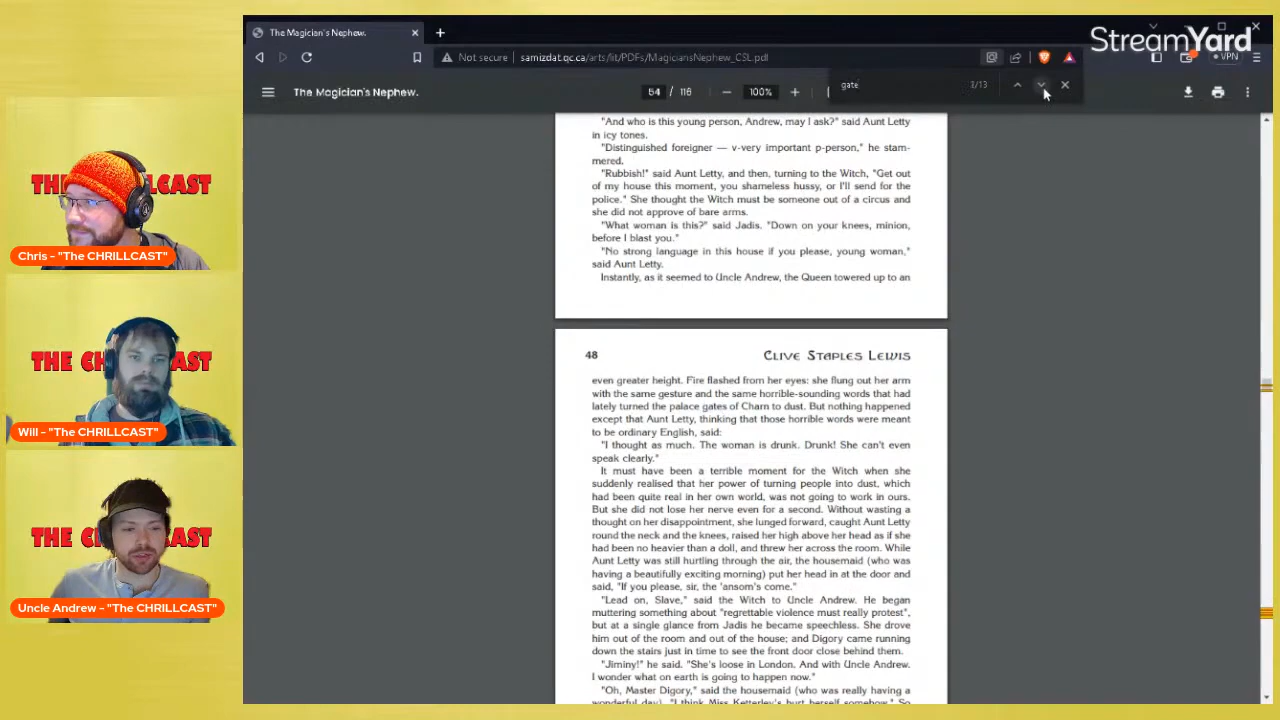 The Magician's Nephew.
StreamYard
Not secure
samizdat.qc.ca/arts/lit/PDFs/MagiciansNephew_CSL.pdf
VPN
The Magician's Nephew.
54 / 116
100%
gate
"And who is this young person, Andrew, may I ask?" said Aunt Letty
in icy tones.
"Distinguished foreigner — v-very important p-person," he stam-
mered.
"Rubbish!" said Aunt Letty, and then, turning to the Witch, "Get out
of my house this moment, you shameless hussy, or I'll send for the
police." She thought the Witch must be someone out of a circus and
she did not approve of bare arms.
"What woman is this?" said Jadis. "Down on your knees, minion,
before I blast you."
"No strong language in this house if you please, young woman,"
said Aunt Letty.
Instantly, as it seemed to Uncle Andrew, the Queen towered up to an
48
Clive Staples Lewis
even greater height. Fire flashed from her eyes: she flung out her arm
with the same gesture and the same horrible-sounding words that had
lately turned the palace gates of Charn to dust. But nothing happened
except that Aunt Letty, thinking that those horrible words were meant
to be ordinary English, said:
"I thought as much. The woman is drunk. Drunk! She can't even
speak clearly."
It must have been a terrible moment for the Witch when she
suddenly realised that her power of turning people into dust, which
had been quite real in her own world, was not going to work in ours.
But she did not lose her nerve even for a second. Without wasting a
thought on her disappointment, she lunged forward, caught Aunt Letty
round the neck and the knees, raised her high above her head as if she
had been no heavier than a doll, and threw her across the room. While
Aunt Letty was still hurtling through the air, the housemaid (who was
having a beautifully exciting morning) put her head in at the door and
said, "If you please, sir, the 'ansom's come."
"Lead on, Slave," said the Witch to Uncle Andrew. He began
muttering something about "regrettable violence must really protest",
but at a single glance from Jadis he became speechless. She drove
him out of the room and out of the house; and Digory came running
down the stairs just in time to see the front door close behind them.
"Jiminy!" he said. "She's loose in London. And with Uncle Andrew.
I wonder what on earth is going to happen now."
"Oh, Master Digory," said the housemaid (who was really having a
wonderful day), "I think Miss Ketterley's hurt herself somehow." So
Chris - "The CHRILLCAST"
Will - "The CHRILLCAST"
Uncle Andrew - "The CHRILLCAST"